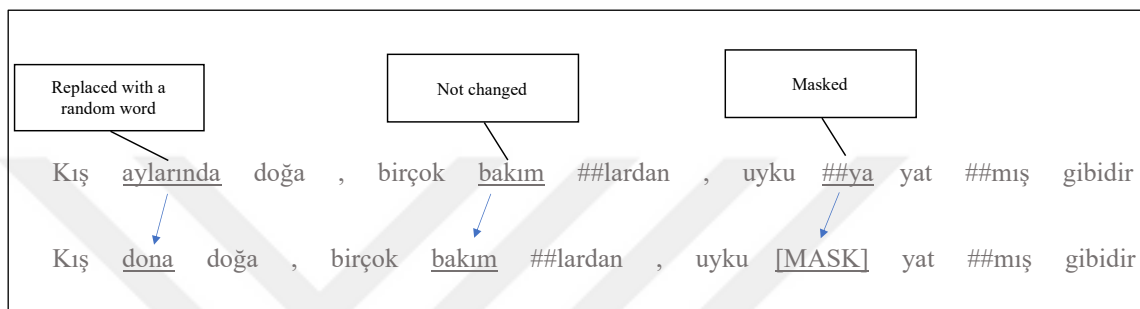 Replaced with a
random word
Not changed
Masked
Kış aylarında doğa , birçok bakım ##lardan , uyku ##ya yat ##mış gibidir
Kış dona doğa , birçok bakım ##lardan , uyku [MASK] yat ##mış gibidir